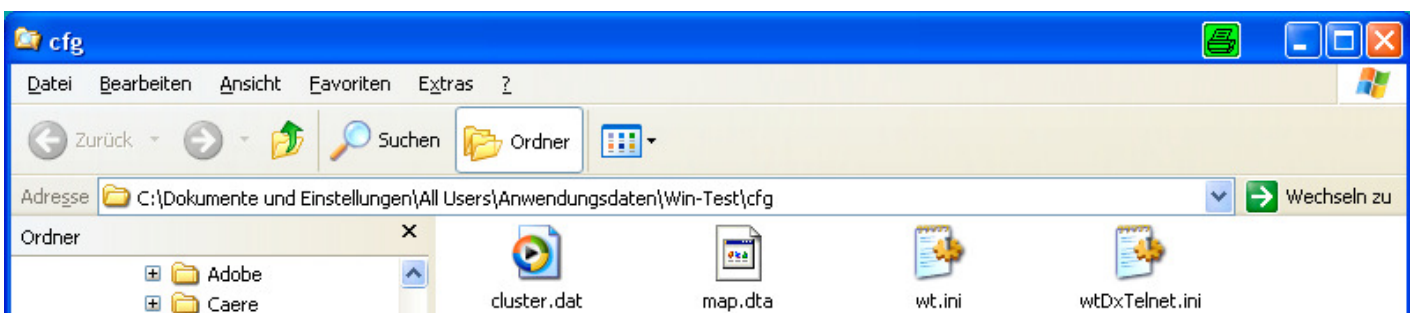 cfg
Datei Bearbeiten Ansicht Favoriten Extras ?
Zurück Suchen Ordner
Adresse C:\Dokumente und Einstellungen\All Users\Anwendungsdaten\Win-Test\cfg Wechseln zu
Ordner
Adobe
Caere
cluster.dat map.dta wt.ini wtDxTelnet.ini